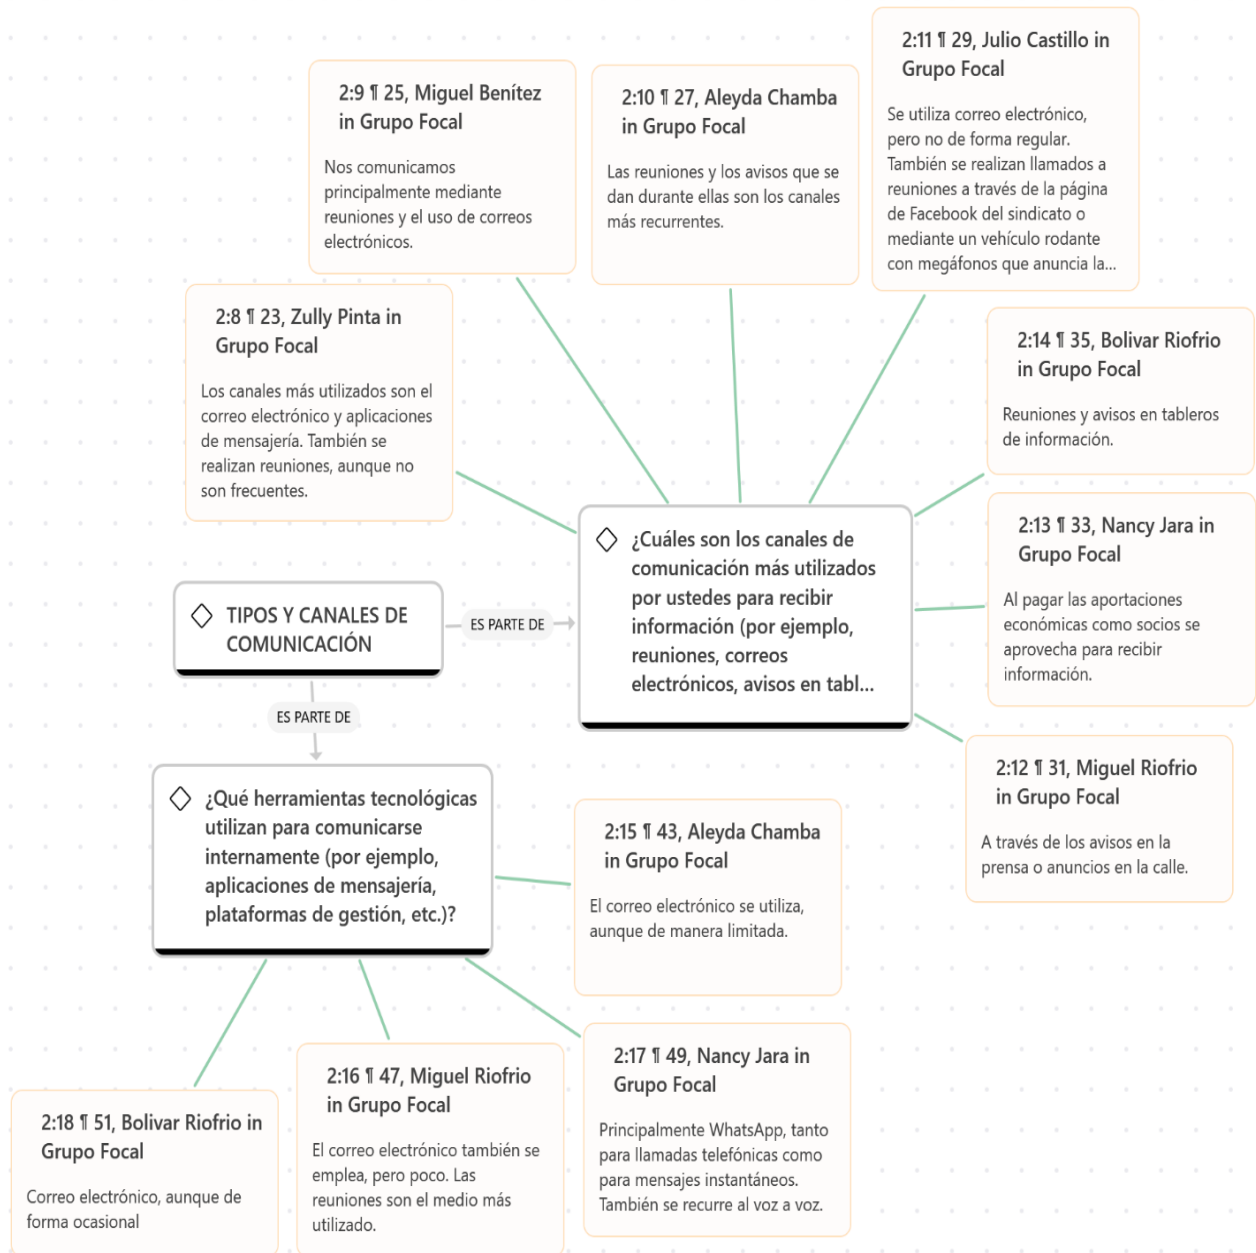 2:11 ¶ 29, Julio Castillo in
Grupo Focal
Se utiliza correo electrónico,
pero no de forma regular.
También se realizan llamados a
reuniones a través de la página
de Facebook del sindicato o
mediante un vehículo rodante
con megáfonos que anuncia la...
2:9 ¶ 25, Miguel Benítez
in Grupo Focal
Nos comunicamos
principalmente mediante
reuniones y el uso de correos
electrónicos.
2:10 ¶ 27, Aleyda Chamba
in Grupo Focal
Las reuniones y los avisos que se
dan durante ellas son los canales
más recurrentes.
2:8 ¶ 23, Zully Pinta in
Grupo Focal
Los canales más utilizados son el
correo electrónico y aplicaciones
de mensajería. También se
realizan reuniones, aunque no
son frecuentes.
2:14 ¶ 35, Bolivar Riofrio
in Grupo Focal
Reuniones y avisos en tableros
de información.
2:13 ¶ 33, Nancy Jara in
Grupo Focal
Al pagar las aportaciones
económicas como socios se
aprovecha para recibir
información.
¿Cuáles son los canales de
comunicación más utilizados
por ustedes para recibir
información (por ejemplo,
reuniones, correos
electrónicos, avisos en tabl...
TIPOS Y CANALES DE
COMUNICACIÓN
ES PARTE DE
ES PARTE DE
2:12 ¶ 31, Miguel Riofrio
in Grupo Focal
A través de los avisos en la
prensa o anuncios en la calle.
¿Qué herramientas tecnológicas
utilizan para comunicarse
internamente (por ejemplo,
aplicaciones de mensajería,
plataformas de gestión, etc.)?
2:15 ¶ 43, Aleyda Chamba
in Grupo Focal
El correo electrónico se utiliza,
aunque de manera limitada.
2:17 ¶ 49, Nancy Jara in
Grupo Focal
Principalmente WhatsApp, tanto
para llamadas telefónicas como
para mensajes instantáneos.
También se recurre al voz a voz.
2:16 ¶ 47, Miguel Riofrio
in Grupo Focal
El correo electrónico también se
emplea, pero poco. Las
reuniones son el medio más
utilizado.
2:18 ¶ 51, Bolivar Riofrio in
Grupo Focal
Correo electrónico, aunque de
forma ocasional